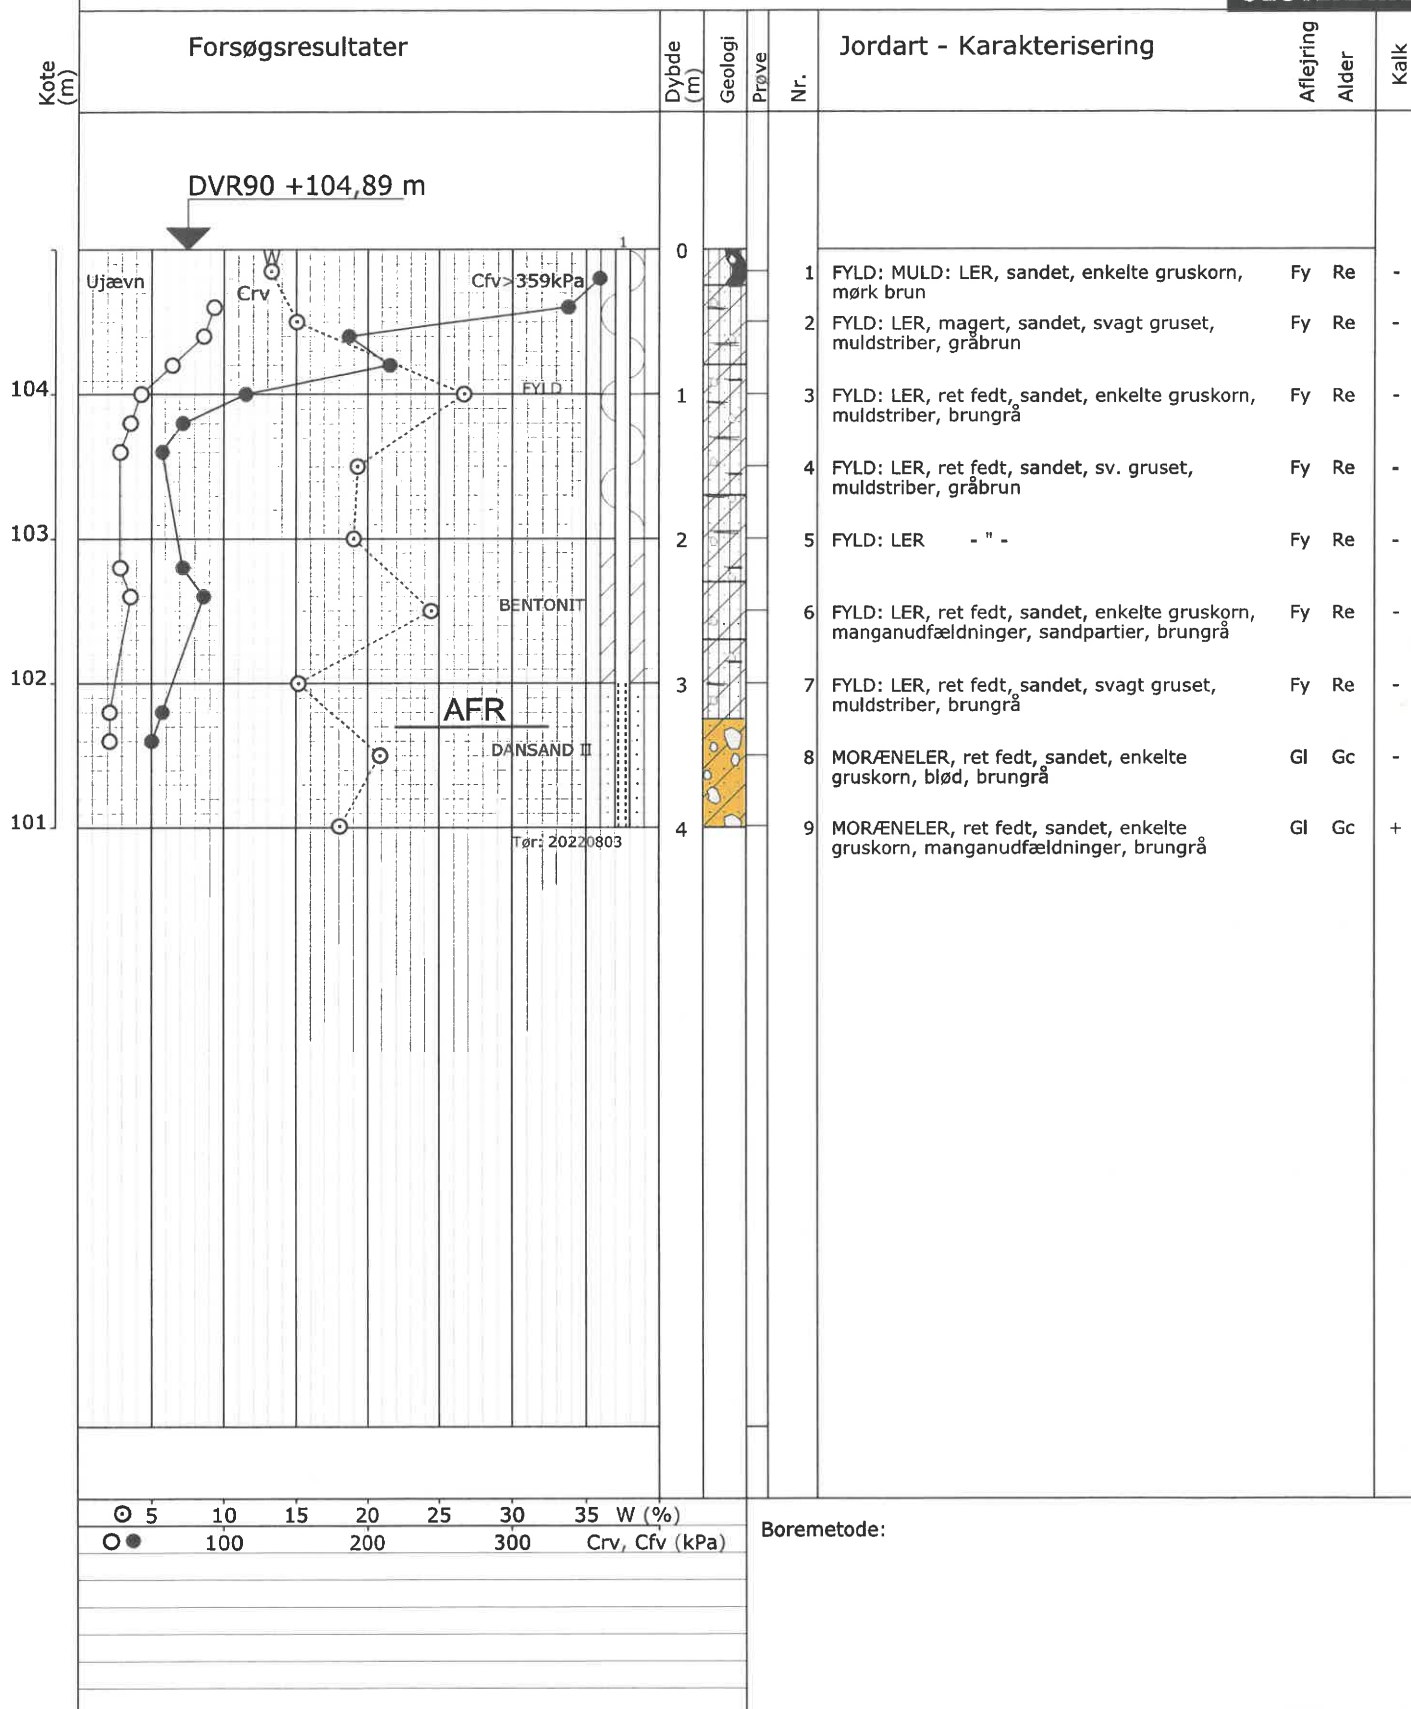 Kote
(m)
Forsøgsresultater
Dybde
(m)
Geologi
Prøve
Nr.
Jordart - Karakterisering
Aflejring
Alder
Kalk
DVR90 +104,89 m
1
W
Ujævn
Crv
Cfv>359kPa
FYLD
BENTONIT
AFR
DANSAND II
Tør: 20220803
104
103
102
101
0
1
2
3
4
1 FYLD: MULD: LER, sandet, enkelte gruskorn, Fy Re -
mørk brun
2 FYLD: LER, magert, sandet, svagt gruset, Fy Re -
muldstriber, gråbrun
3 FYLD: LER, ret fedt, sandet, enkelte gruskorn, Fy Re -
muldstriber, brungrå
4 FYLD: LER, ret fedt, sandet, sv. gruset, Fy Re -
muldstriber, gråbrun
5 FYLD: LER - " - Fy Re -
6 FYLD: LER, ret fedt, sandet, enkelte gruskorn, Fy Re -
manganudfældninger, sandpartier, brungrå
7 FYLD: LER, ret fedt, sandet, svagt gruset, Fy Re -
muldstriber, brungrå
8 MORÆNELER, ret fedt, sandet, enkelte Gl Gc -
gruskorn, blød, brungrå
9 MORÆNELER, ret fedt, sandet, enkelte Gl Gc +
gruskorn, manganudfældninger, brungrå
5 10 15 20 25 30 35 W (%)
100 200 300 Crv, Cfv (kPa)
Boremetode: